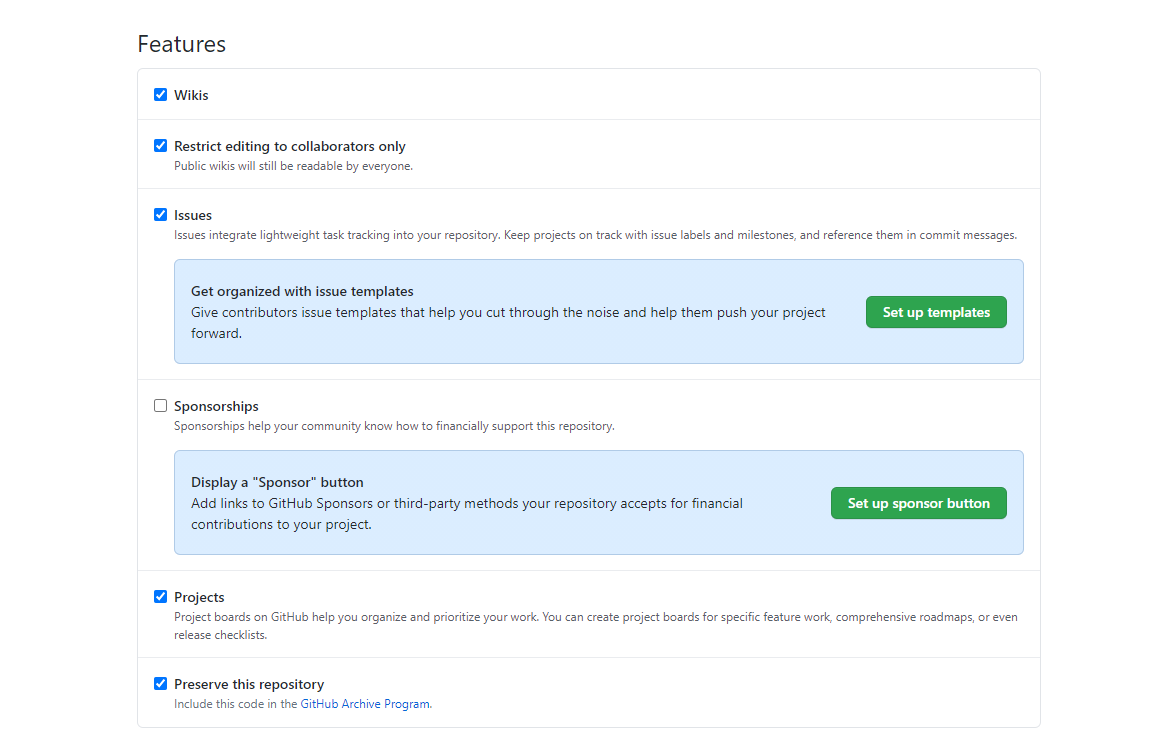 Features
Wikis
Restrict editing to collaborators only
Public wikis will still be readable by everyone.
Issues
Issues integrate lightweight task tracking into your repository. Keep projects on track with issue labels and milestones, and reference them in commit messages.
Get organized with issue templates
Give contributors issue templates that help you cut through the noise and help them push your project
forward.
Set up templates
Sponsorships
Sponsorships help your community know how to financially support this repository.
Display a "Sponsor" button
Add links to GitHub Sponsors or third-party methods your repository accepts for financial
contributions to your project.
Set up sponsor button
Projects
Project boards on GitHub help you organize and prioritize your work. You can create project boards for specific feature work, comprehensive roadmaps, or even
release checklists.
Preserve this repository
Include this code in the GitHub Archive Program.